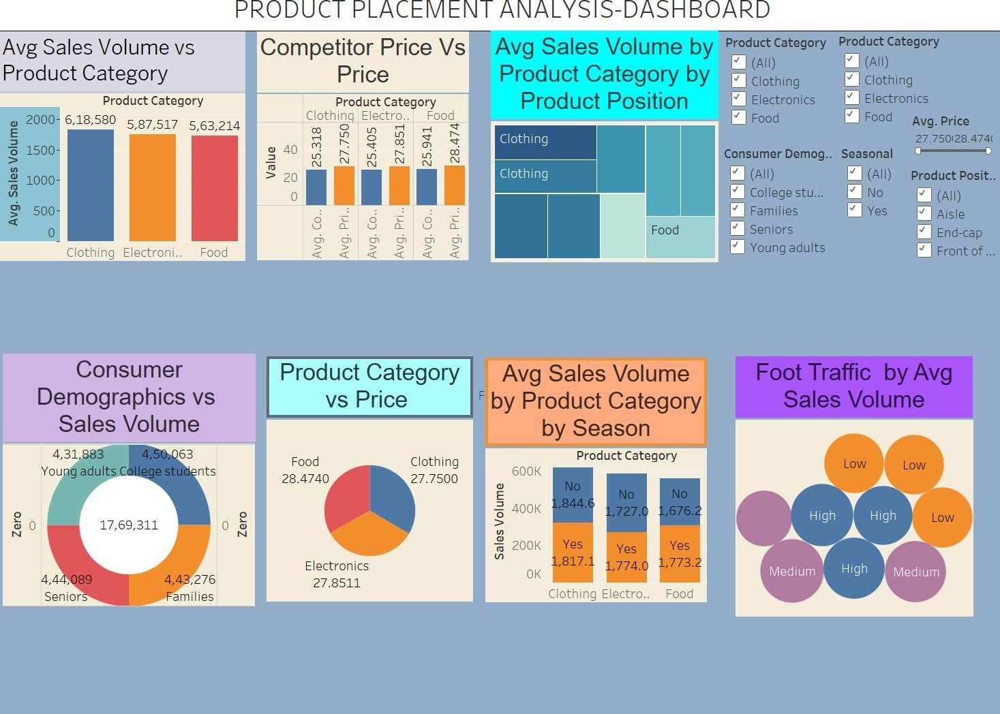 PRODUCT PLACEMENT ANALYSIS-DASHBOARD
Avg Sales Volume vs
Product Category
Product Category
Avg. Sales Volume
2000
1500
1000
500
0
6,18,580
5,87,517
5,63,214
Clothing
Electroni..
Food
Competitor Price Vs
Price
Product Category
Clothing
Electro..
Food
Value
40
20
0
25.318
27.750
25.405
27.851
25.941
28.474
Avg. Co..
Avg. Pri..
Avg. Co..
Avg. Pri..
Avg. Co..
Avg. Pri..
Avg Sales Volume by
Product Category by
Product Position
Clothing
Clothing
Food
Product Category
(All)
Clothing
Electronics
Food
Product Category
(All)
Clothing
Electronics
Food
Avg. Price
27.750
28.474
Consumer Demog..
(All)
College stu...
Families
Seniors
Young adults
Seasonal
(All)
No
Yes
Product Posit..
(All)
Aisle
End-cap
Front of ...
Consumer
Demographics vs
Sales Volume
4,31,883
Young adults
4,50,063
College students
Zero
0
17,69,311
0
Zero
4,44,089
Seniors
4,43,276
Families
Product Category
vs Price
Food
28.4740
Clothing
27.7500
Electronics
27.8511
F
Avg Sales Volume
by Product Category
by Season
Product Category
Sales Volume
600K
400K
200K
0K
No
1,844.6
No
1,727.0
No
1,676.2
Yes
1,817.1
Yes
1,774.0
Yes
1,773.2
Clothing
Electro..
Food
Foot Traffic by Avg
Sales Volume
Low
Low
High
High
Low
Medium
High
Medium